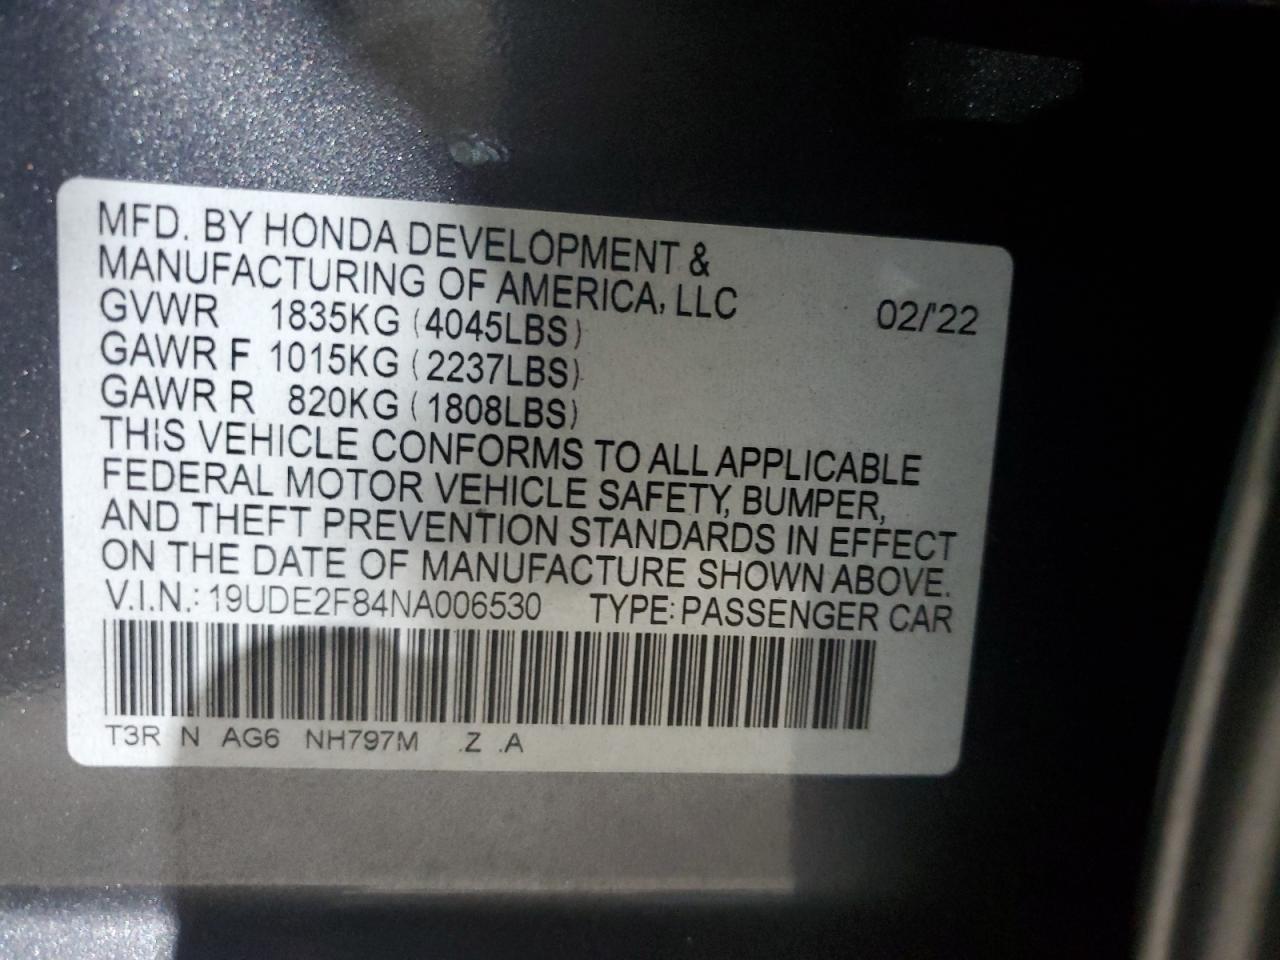 MFD. BY HONDA DEVELOPMENT &
MANUFACTURING OF AMERICA, LLC 02/'22
GVWR 1835KG (4045LBS)
GAWR F 1015KG (2237LBS)
GAWR R 820KG (1808LBS)
THIS VEHICLE CONFORMS TO ALL APPLICABLE
FEDERAL MOTOR VEHICLE SAFETY, BUMPER,
AND THEFT PREVENTION STANDARDS IN EFFECT
ON THE DATE OF MANUFACTURE SHOWN ABOVE.
V.I.N.: 19UDE2F84NA006530 TYPE: PASSENGER CAR
T3R N AG6 NH797M .Z .A